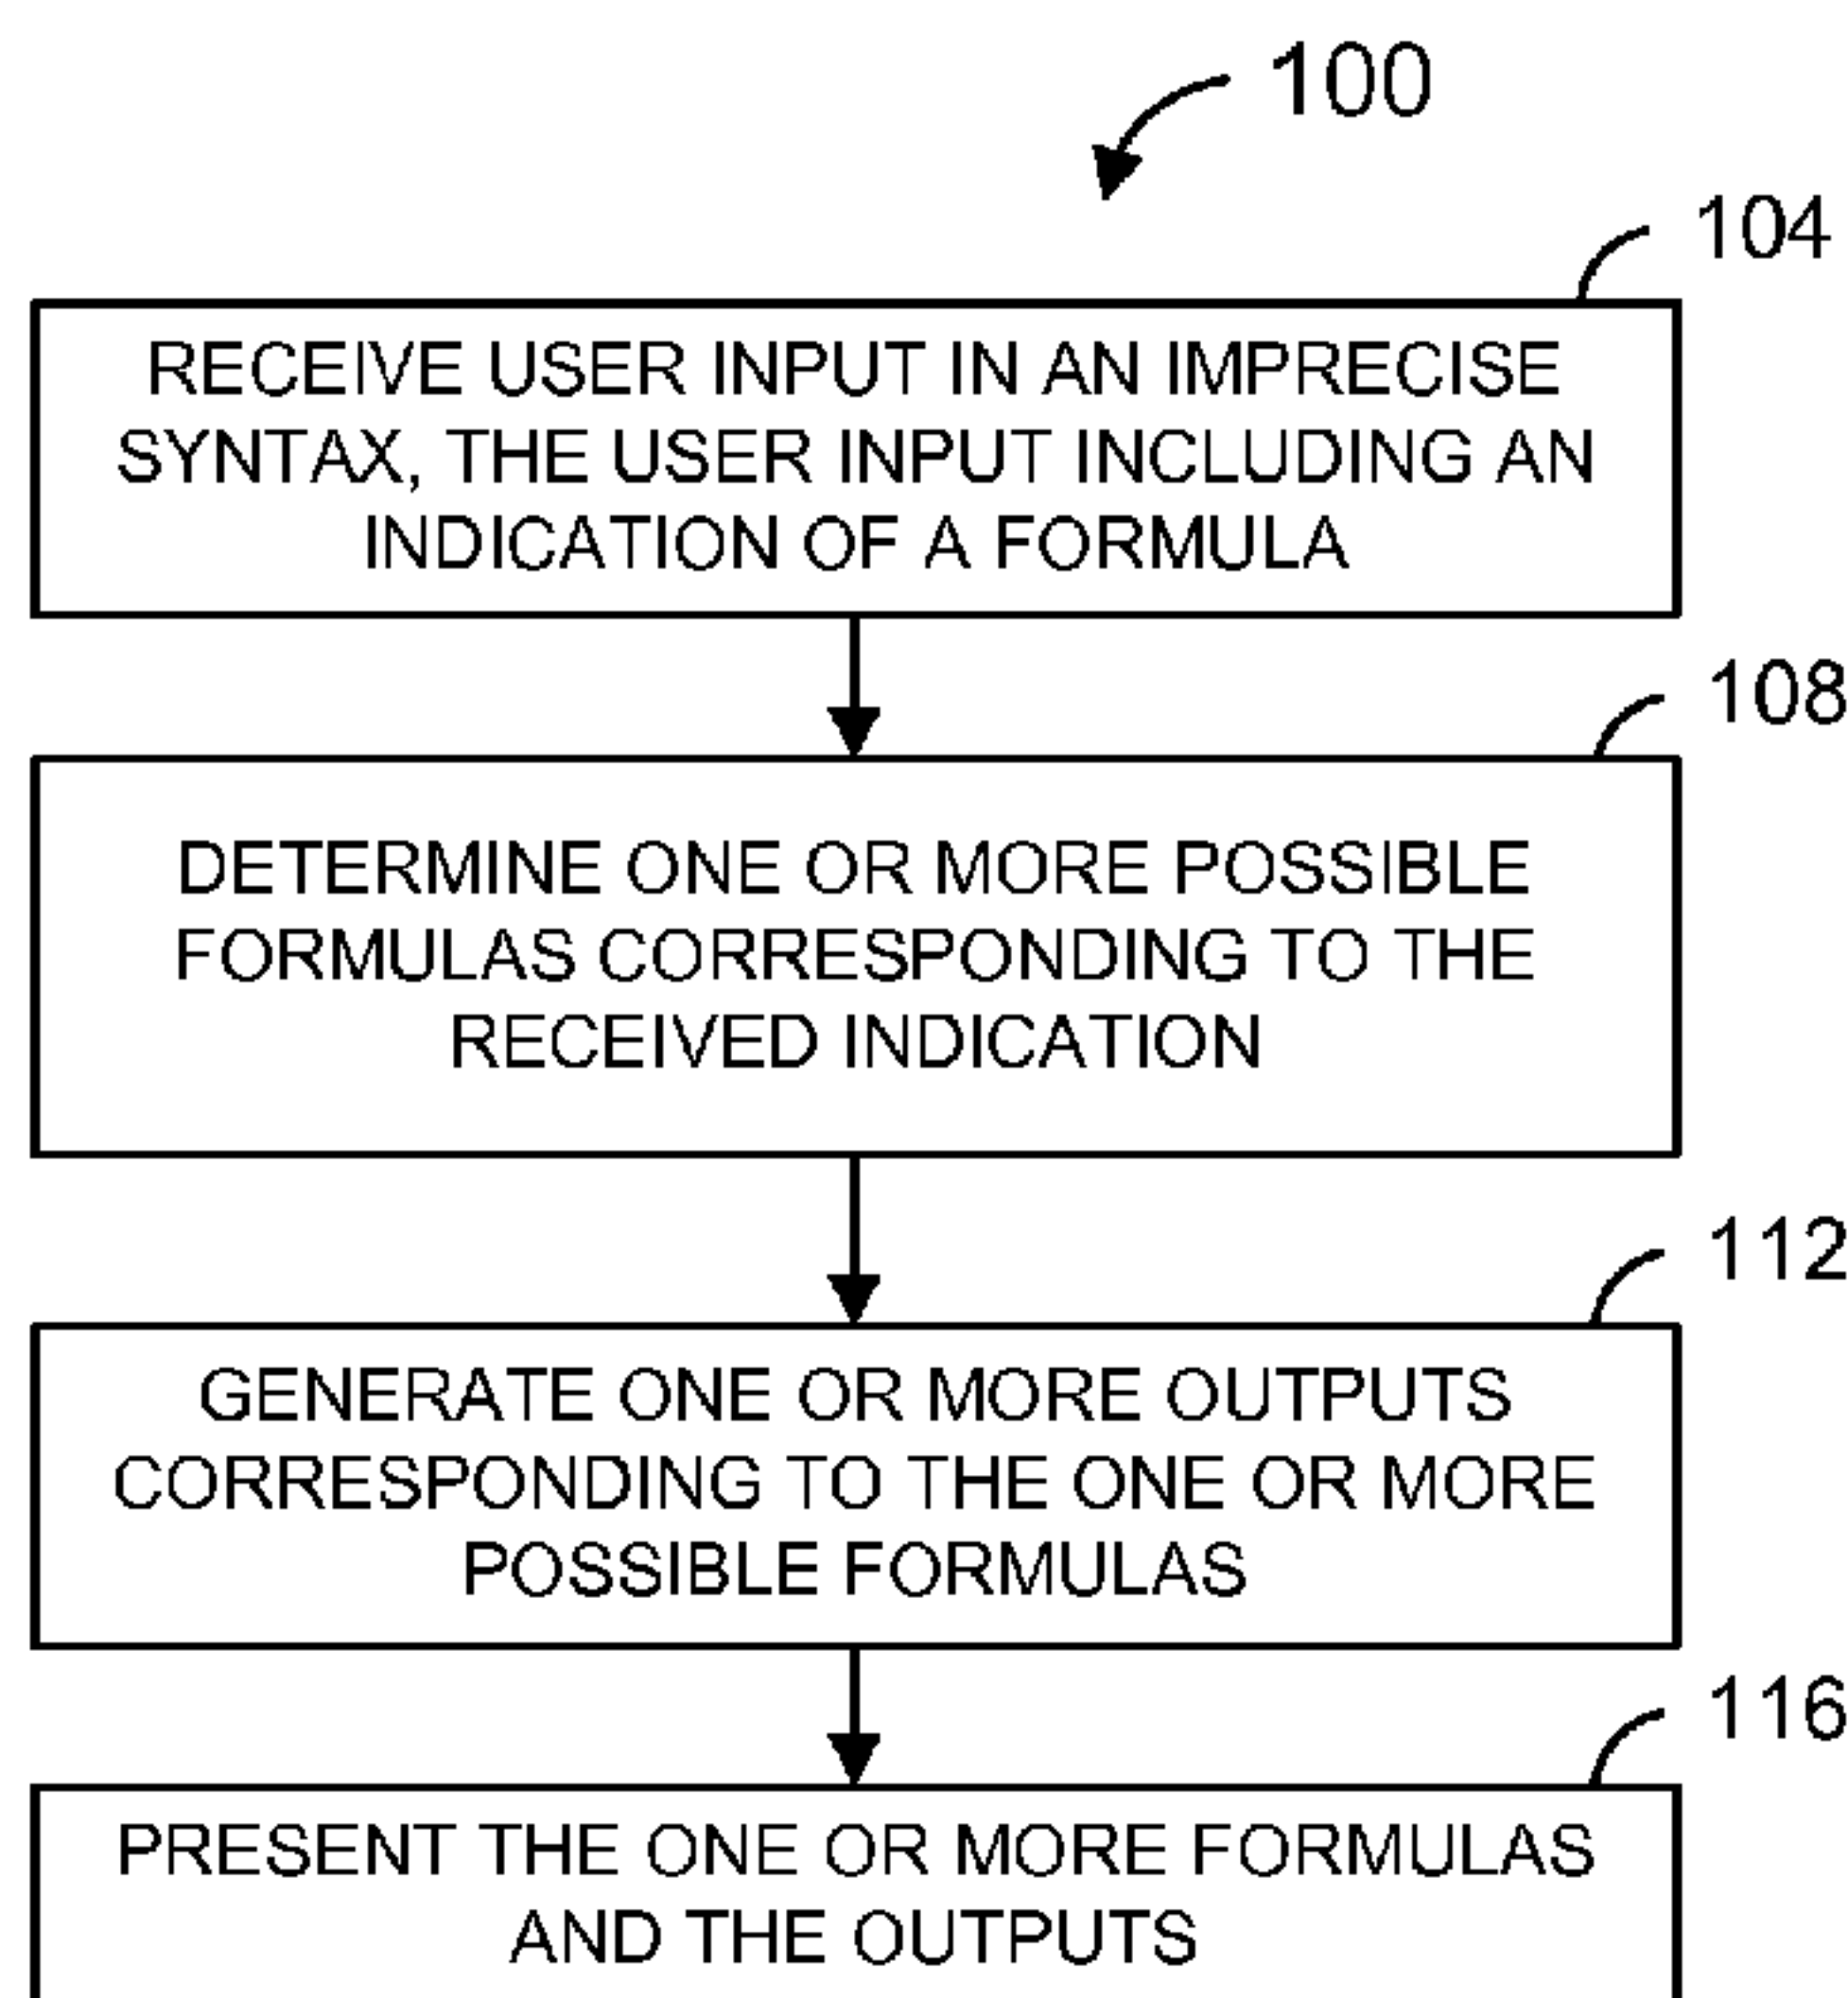 100
104
RECEIVE USER INPUT IN AN IMPRECISE
SYNTAX, THE USER INPUT INCLUDING AN
INDICATION OF A FORMULA
108
DETERMINE ONE OR MORE POSSIBLE
FORMULAS CORRESPONDING TO THE
RECEIVED INDICATION
112
GENERATE ONE OR MORE OUTPUTS
CORRESPONDING TO THE ONE OR MORE
POSSIBLE FORMULAS
116
PRESENT THE ONE OR MORE FORMULAS
AND THE OUTPUTS